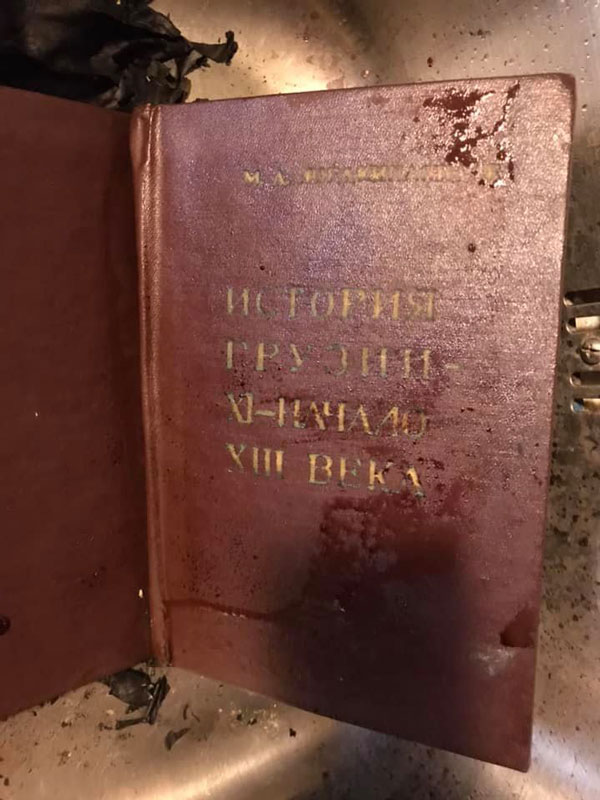 М. Д.
ИСТОРИЯ
ГРУЗИИ -
XI-НАЧАЛО
XIII ВЕКА